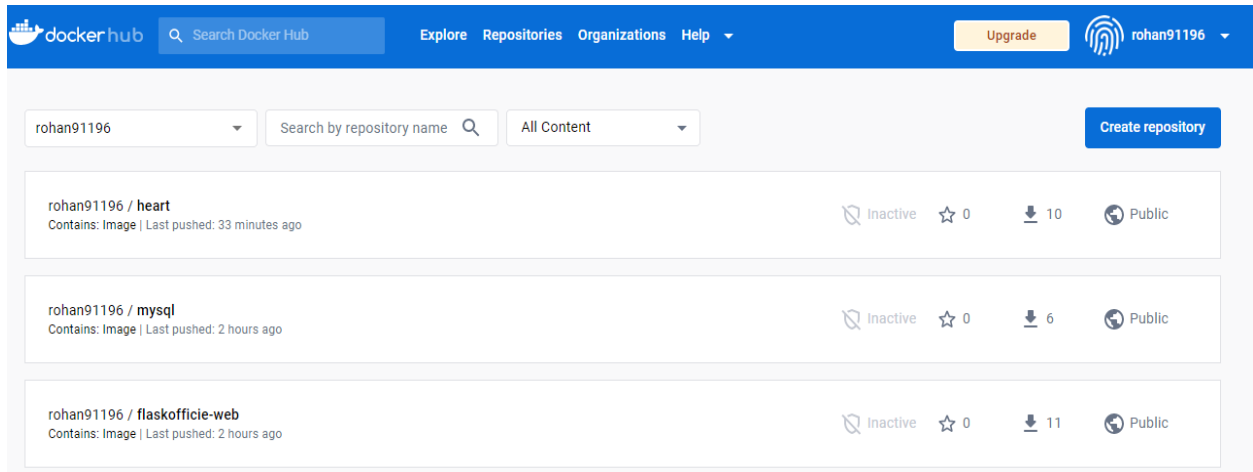 dockerhub Search Docker Hub Explore Repositories Organizations Help Upgrade rohan91196
rohan91196 Search by repository name All Content Create repository
rohan91196 / heart
Contains: Image | Last pushed: 33 minutes ago
Inactive 0 10 Public
rohan91196 / mysql
Contains: Image | Last pushed: 2 hours ago
Inactive 0 6 Public
rohan91196 / flaskofficie-web
Contains: Image | Last pushed: 2 hours ago
Inactive 0 11 Public